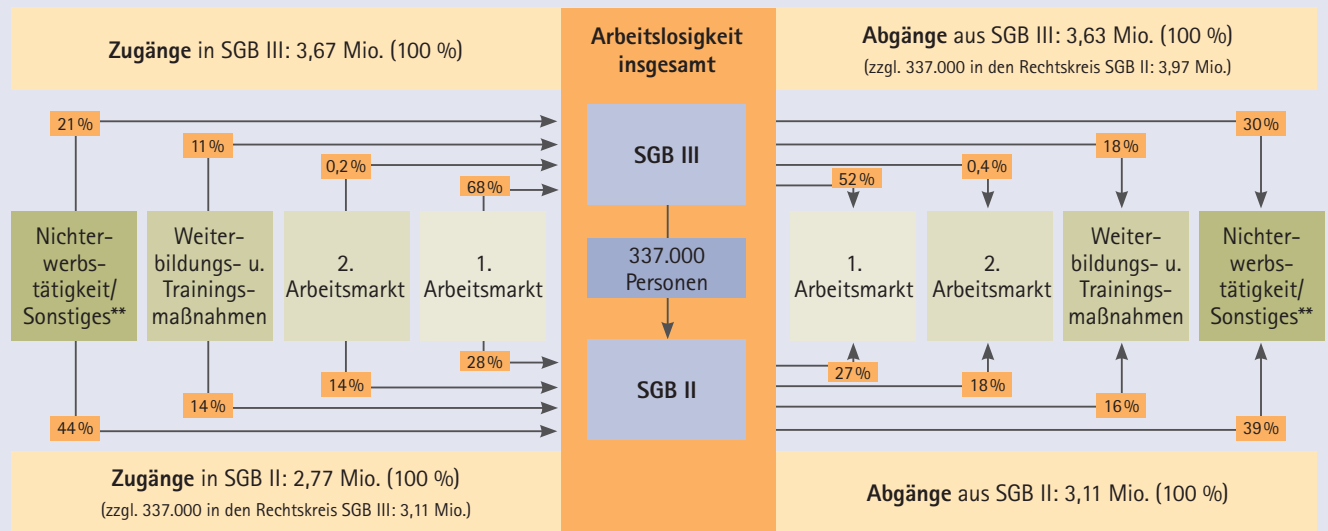 Zugänge in SGB III: 3,67 Mio. (100 %)
Arbeitslosigkeit
insgesamt
Abgänge aus SGB III: 3,63 Mio. (100 %)
(zzgl. 337.000 in den Rechtskreis SGB II: 3,97 Mio.)
21 %
11 %
0,2 %
68 %
SGB III
52 %
0,4 %
18 %
30 %
Nichter-
werbs-
tätigkeit/
Sonstiges**
Weiter-
bildungs- u.
Trainings-
maßnahmen
2.
Arbeitsmarkt
1.
Arbeitsmarkt
337.000
Personen
1.
Arbeitsmarkt
2.
Arbeitsmarkt
Weiter-
bildungs- u.
Trainings-
maßnahmen
Nichter-
werbs-
tätigkeit/
Sonstiges**
44 %
14 %
14 %
28 %
SGB II
27 %
18 %
16 %
39 %
Zugänge in SGB II: 2,77 Mio. (100 %)
(zzgl. 337.000 in den Rechtskreis SGB III: 3,11 Mio.)
Abgänge aus SGB II: 3,11 Mio. (100 %)